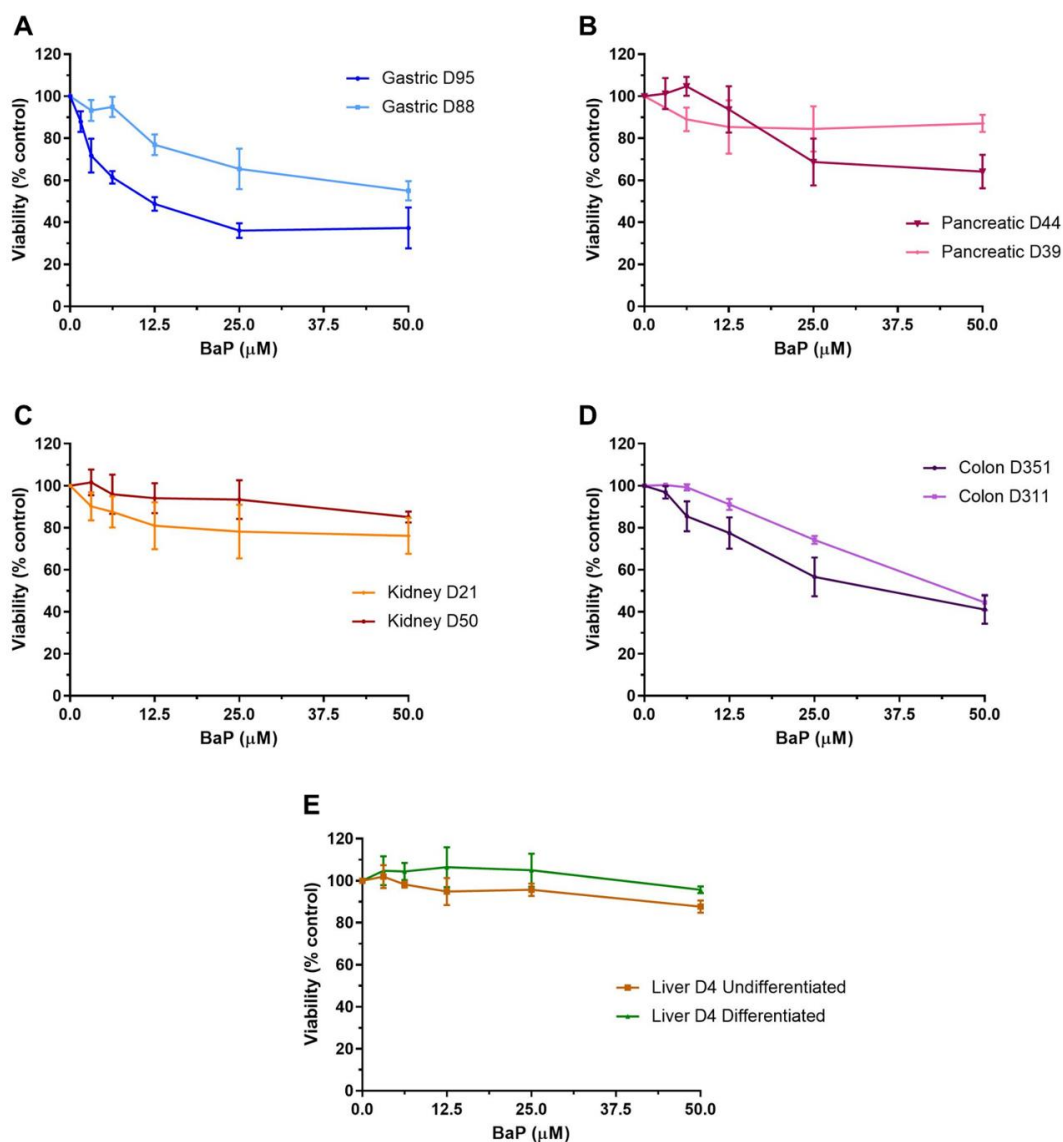 A
Viability (% control)
120
100
80
60
40
20
0
Gastric D95
Gastric D88
0.0 12.5 25.0 37.5 50.0
BaP (μM)
B
Viability (% control)
120
100
80
60
40
20
0
Pancreatic D44
Pancreatic D39
0.0 12.5 25.0 37.5 50.0
BaP (μM)
C
Viability (% control)
120
100
80
60
40
20
0
Kidney D21
Kidney D50
0.0 12.5 25.0 37.5 50.0
BaP (μM)
D
Viability (% control)
120
100
80
60
40
20
0
Colon D351
Colon D311
0.0 12.5 25.0 37.5 50.0
BaP (μM)
E
Viability (% control)
120
100
80
60
40
20
0
Liver D4 Undifferentiated
Liver D4 Differentiated
0.0 12.5 25.0 37.5 50.0
BaP (μM)